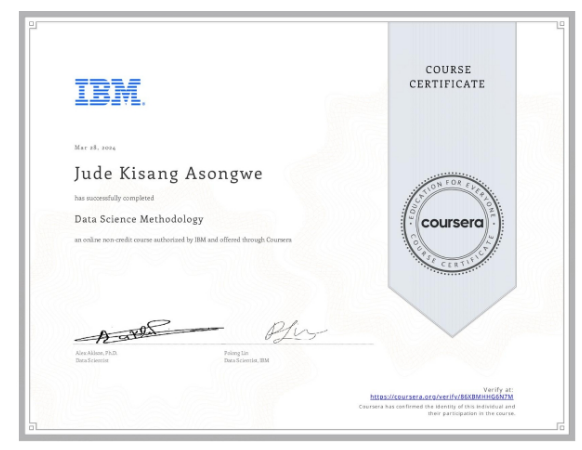 COURSE
CERTIFICATE
IBM.
Mar 28, 2024
Jude Kisang Asongwe
has successfully completed
Data Science Methodology
an online non-credit course authorized by IBM and offered through Coursera
EDUCATION FOR EVERYONE
coursera
COURSE CERTIFICATE
Alex Aklson, Ph.D.
Data Scientist
Polong Lin
Data Scientist, IBM
Verify at:
https://coursera.org/verify/B6XBMHHG6N7M
Coursera has confirmed the identity of this individual and
their participation in the course.